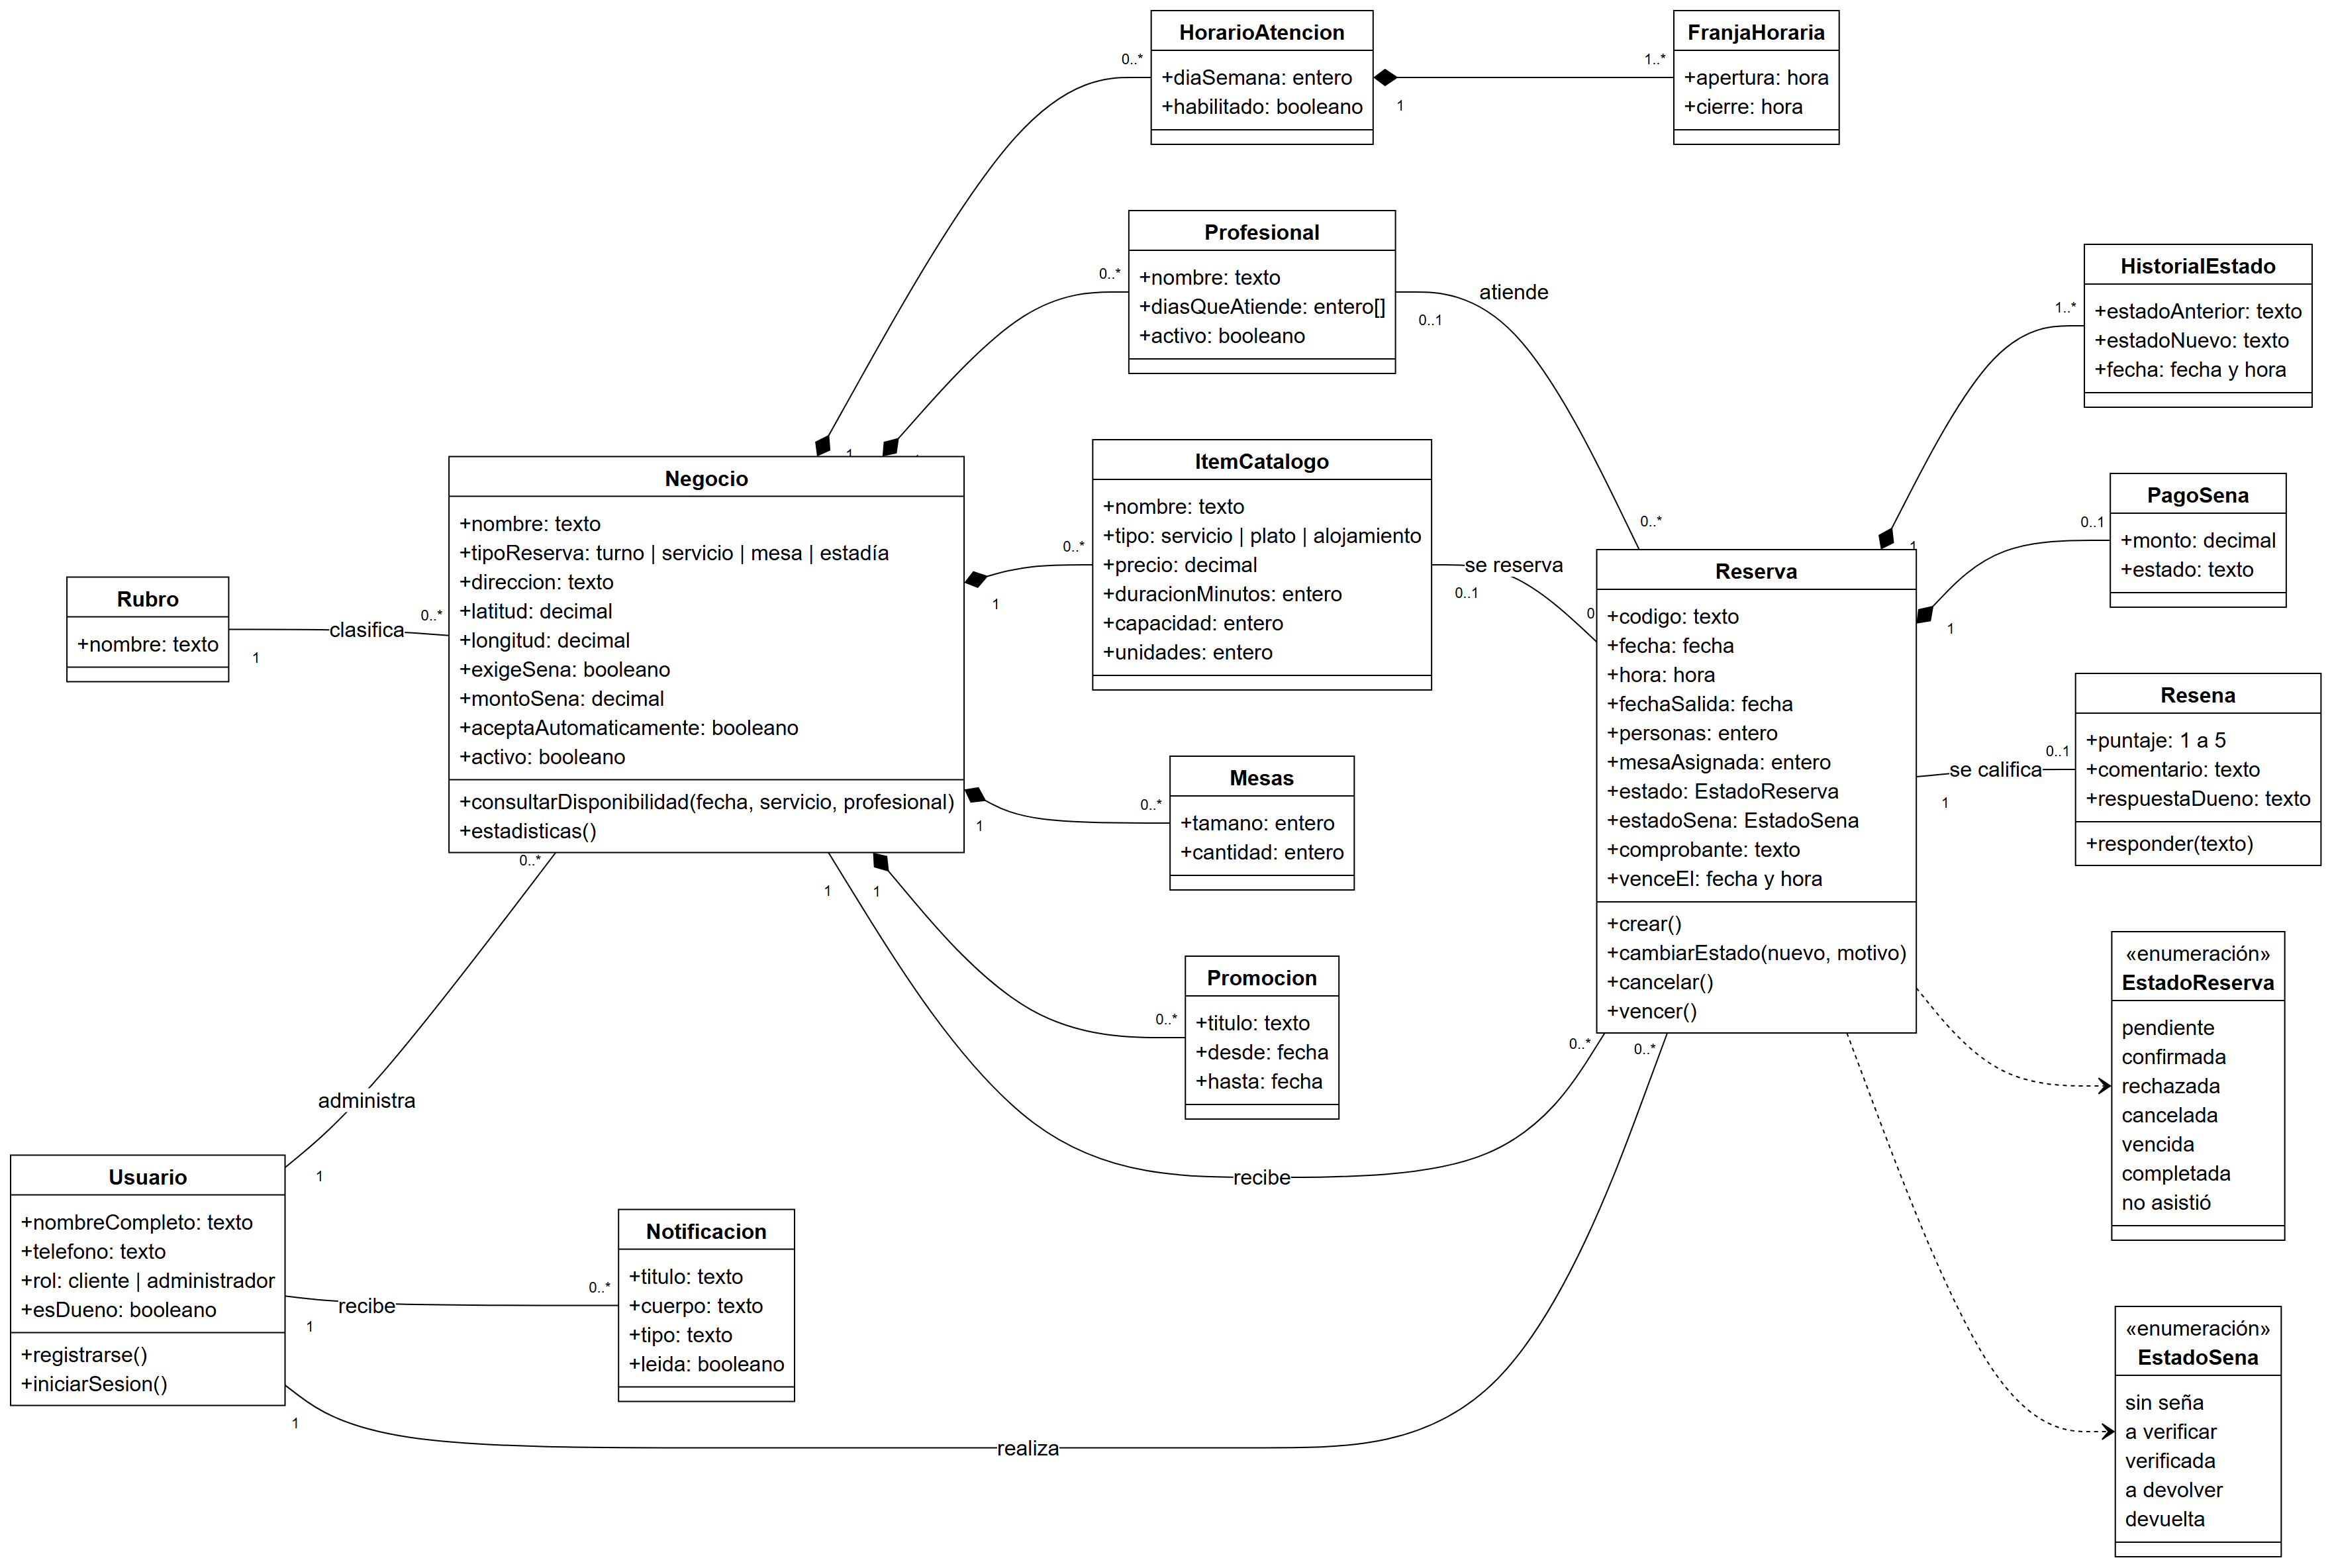 HorarioAtencion
+diaSemana: entero
+habilitado: booleano
0..*
1
1..*
FranjaHoraria
+apertura: hora
+cierre: hora
Profesional
+nombre: texto
+diasQueAtiende: entero[]
+activo: booleano
0..*
atiende
0..1
0..*
HistorialEstado
+estadoAnterior: texto
+estadoNuevo: texto
+fecha: fecha y hora
1..*
1
Negocio
+nombre: texto
+tipoReserva: turno | servicio | mesa | estadía
+direccion: texto
+latitud: decimal
+longitud: decimal
+exigeSena: booleano
+montoSena: decimal
+aceptaAutomaticamente: booleano
+activo: booleano
+consultarDisponibilidad(fecha, servicio, profesional)
+estadisticas()
1
ItemCatalogo
+nombre: texto
+tipo: servicio | plato | alojamiento
+precio: decimal
+duracionMinutos: entero
+capacidad: entero
+unidades: entero
0..*
1
se reserva
0..1
0
PagoSena
+monto: decimal
+estado: texto
0..1
1
Rubro
+nombre: texto
clasifica
1
0..*
Reserva
+codigo: texto
+fecha: fecha
+hora: hora
+fechaSalida: fecha
+personas: entero
+mesaAsignada: entero
+estado: EstadoReserva
+estadoSena: EstadoSena
+comprobante: texto
+venceEl: fecha y hora
+crear()
+cambiarEstado(nuevo, motivo)
+cancelar()
+vencer()
Resena
+puntaje: 1 a 5
+comentario: texto
+respuestaDueno: texto
+responder(texto)
se califica
0..1
1
Mesas
+tamano: entero
+cantidad: entero
0..*
1
Promocion
+titulo: texto
+desde: fecha
+hasta: fecha
0..*
1
1
recibe
0..*
0..*
«enumeración»
EstadoReserva
pendiente
confirmada
rechazada
cancelada
vencida
completada
no asistió
0..*
administra
1
Usuario
+nombreCompleto: texto
+telefono: texto
+rol: cliente | administrador
+esDueno: booleano
+registrarse()
+iniciarSesion()
recibe
1
0..*
Notificacion
+titulo: texto
+cuerpo: texto
+tipo: texto
+leida: booleano
1
realiza
«enumeración»
EstadoSena
sin seña
a verificar
verificada
a devolver
devuelta